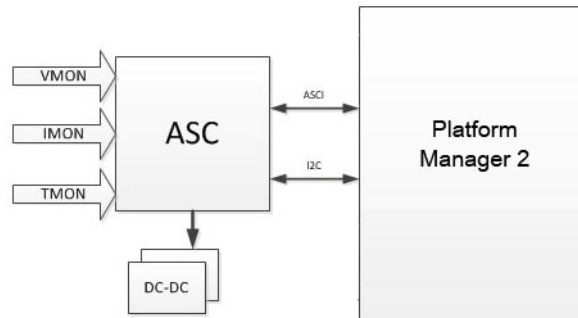 VMON
IMON
TMON
ASC
ASCI
I2C
Platform
Manager 2
DC-DC